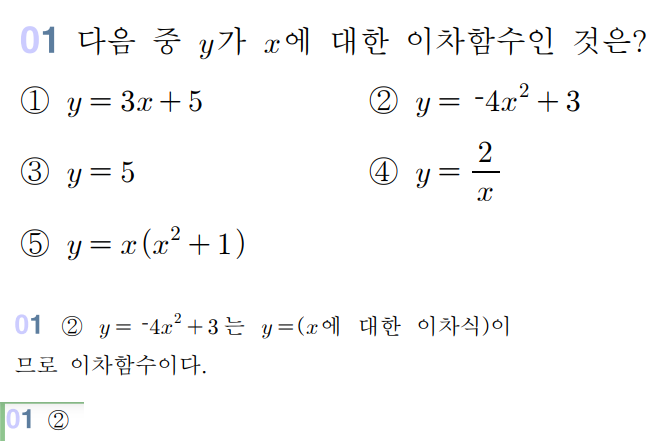 01 다음 중 y가 x에 대한 이차함수인 것은?
① y = 3x + 5 ② y = -4x² + 3
③ y = 5 ④ y = 2/x
⑤ y = x(x² + 1)
01 ② y = -4x² + 3는 y = (x에 대한 이차식)이
므로 이차함수이다.
01 ②